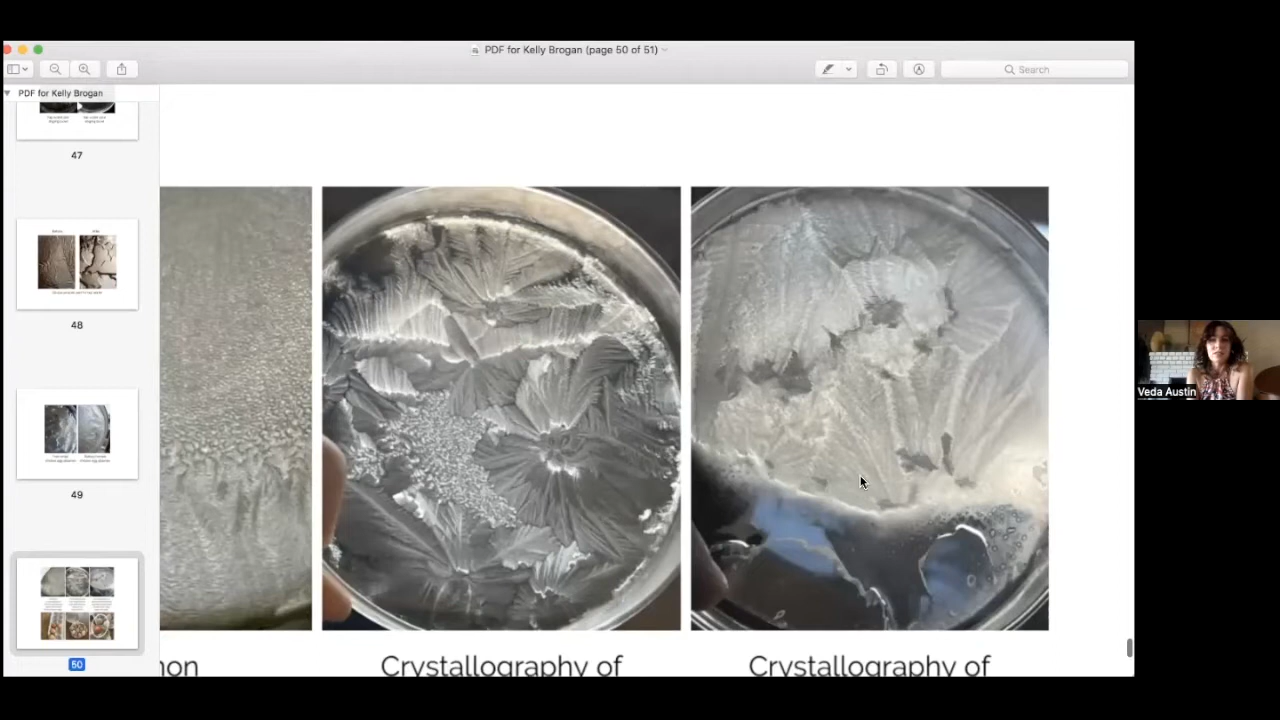 PDF for Kelly Brogan (page 50 of 51)
Search
PDF for Kelly Brogan
47
48
49
50
Veda Austin
non
Crystallography of
Crystallography of